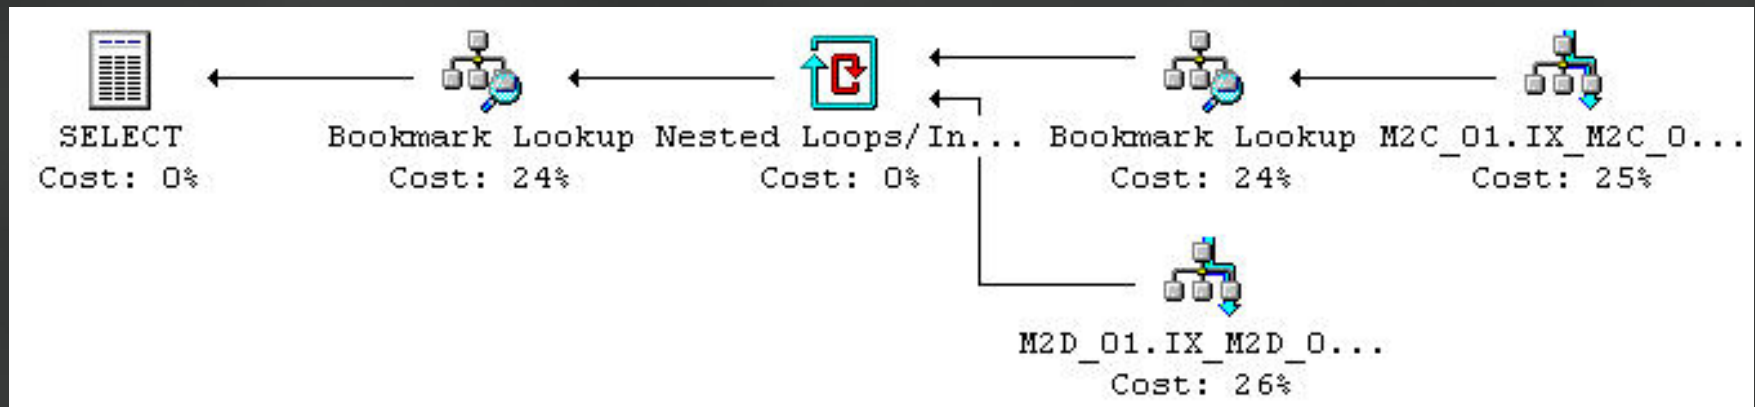 SELECT
Cost: 0%
Bookmark Lookup
Cost: 24%
Nested Loops/In...
Cost: 0%
Bookmark Lookup
Cost: 24%
M2C_01.IX_M2C_0...
Cost: 25%
M2D_01.IX_M2D_0...
Cost: 26%